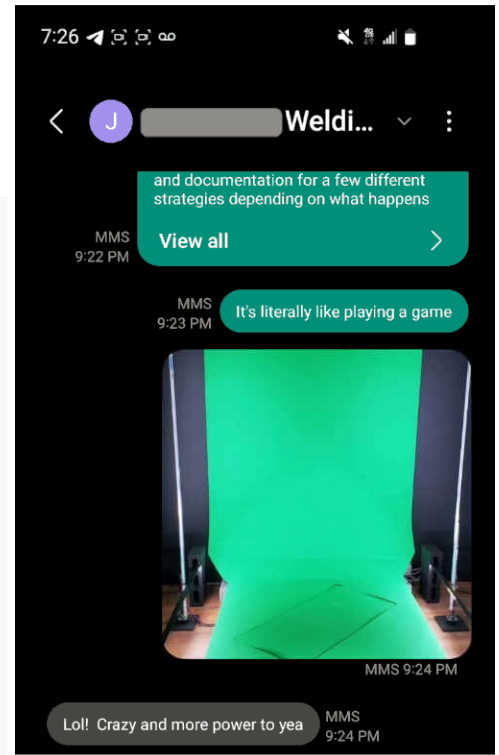 7:26
J Weldi...
and documentation for a few different
strategies depending on what happens
View all
MMS
9:22 PM
MMS
9:23 PM
It's literally like playing a game
MMS 9:24 PM
Lol!  Crazy and more power to yea
MMS
9:24 PM